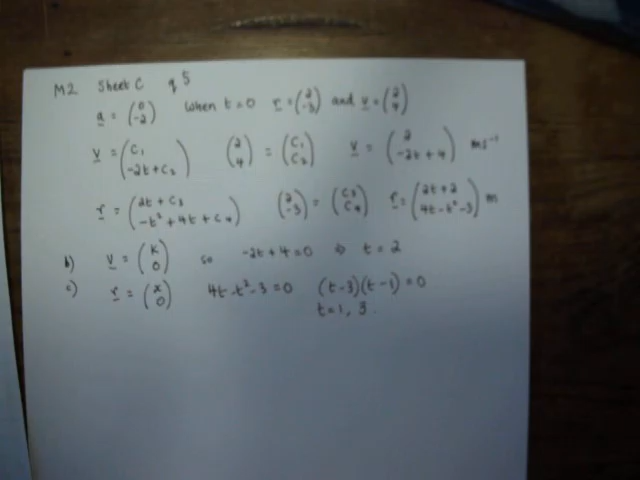 M2 Sheet C q 5
a = (0 -2) When t=0 r = (2 -3) and v = (2 4)
v = (C1 -2t+C2) (2 4) = (C1 C2) v = (2 -2t+4) ms⁻¹
r = (2t+C3 -t²+4t+C4) (2 -3) = (C3 C4) r = (2t+2 4t-t²-3) m
b) v = (K 0) so -2t+4=0 ⇒ t=2
c) r = (x 0) 4t-t²-3=0 (t-3)(t-1)=0
t=1, 3.